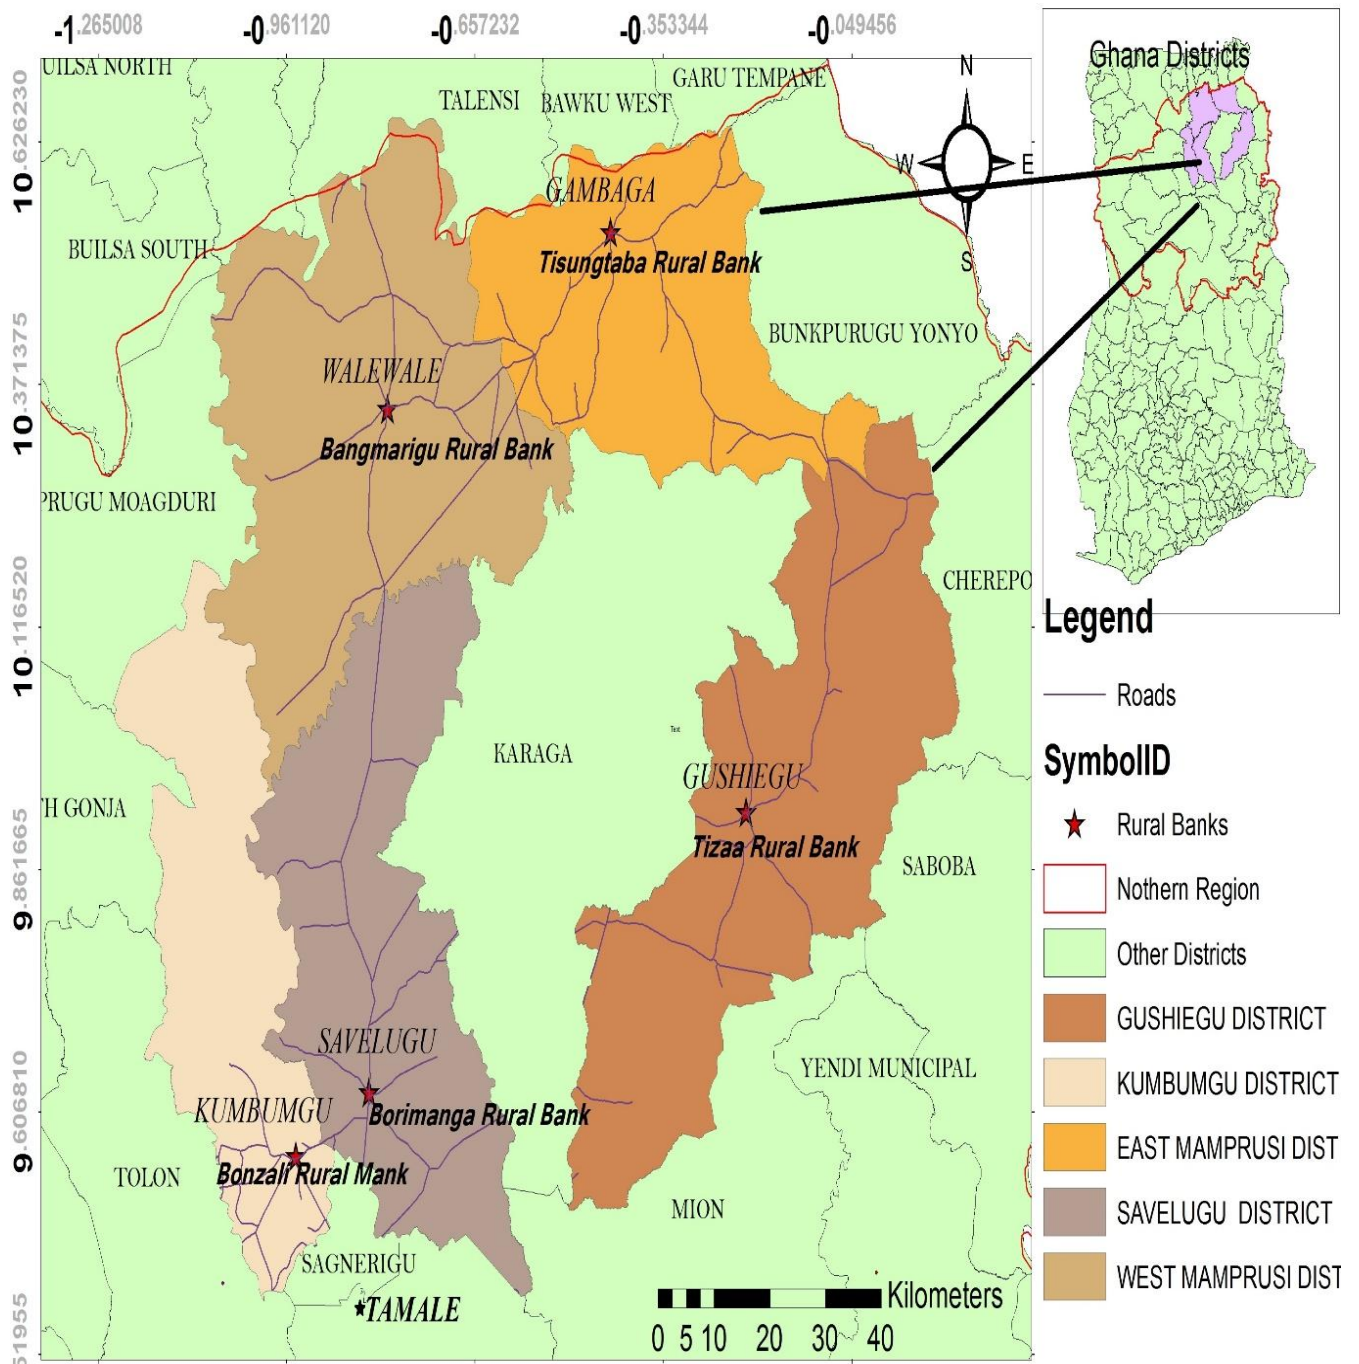 -1.265008 -0.961120 -0.657232 -0.353344 -0.049456
10.626230
10.371375
10.116520
9.861665
9.606810
51955
UILSA NORTH
TALENSI
BAWKU WEST
GARU TEMPANE
N
W E
S
GAMBAGA
Tisungtaba Rural Bank
BUILSA SOUTH
BUNKPURUGU YONYO
WALEWALE
Bangmarigu Rural Bank
PRUGU MOAGDURI
CHEREPO
Text
KARAGA
GUSHIEGU
Tizaa Rural Bank
TH GONJA
SABOBA
SAVELUGU
YENDI MUNICIPAL
KUMBUMGU
Borimanga Rural Bank
Bonzali Rural Mank
TOLON
MION
SAGNERIGU
TAMALE
Kilometers
0 5 10 20 30 40
Ghana Districts
Legend
Roads
SymbolID
Rural Banks
Nothern Region
Other Districts
GUSHIEGU DISTRICT
KUMBUMGU DISTRICT
EAST MAMPRUSI DIST
SAVELUGU DISTRICT
WEST MAMPRUSI DIST